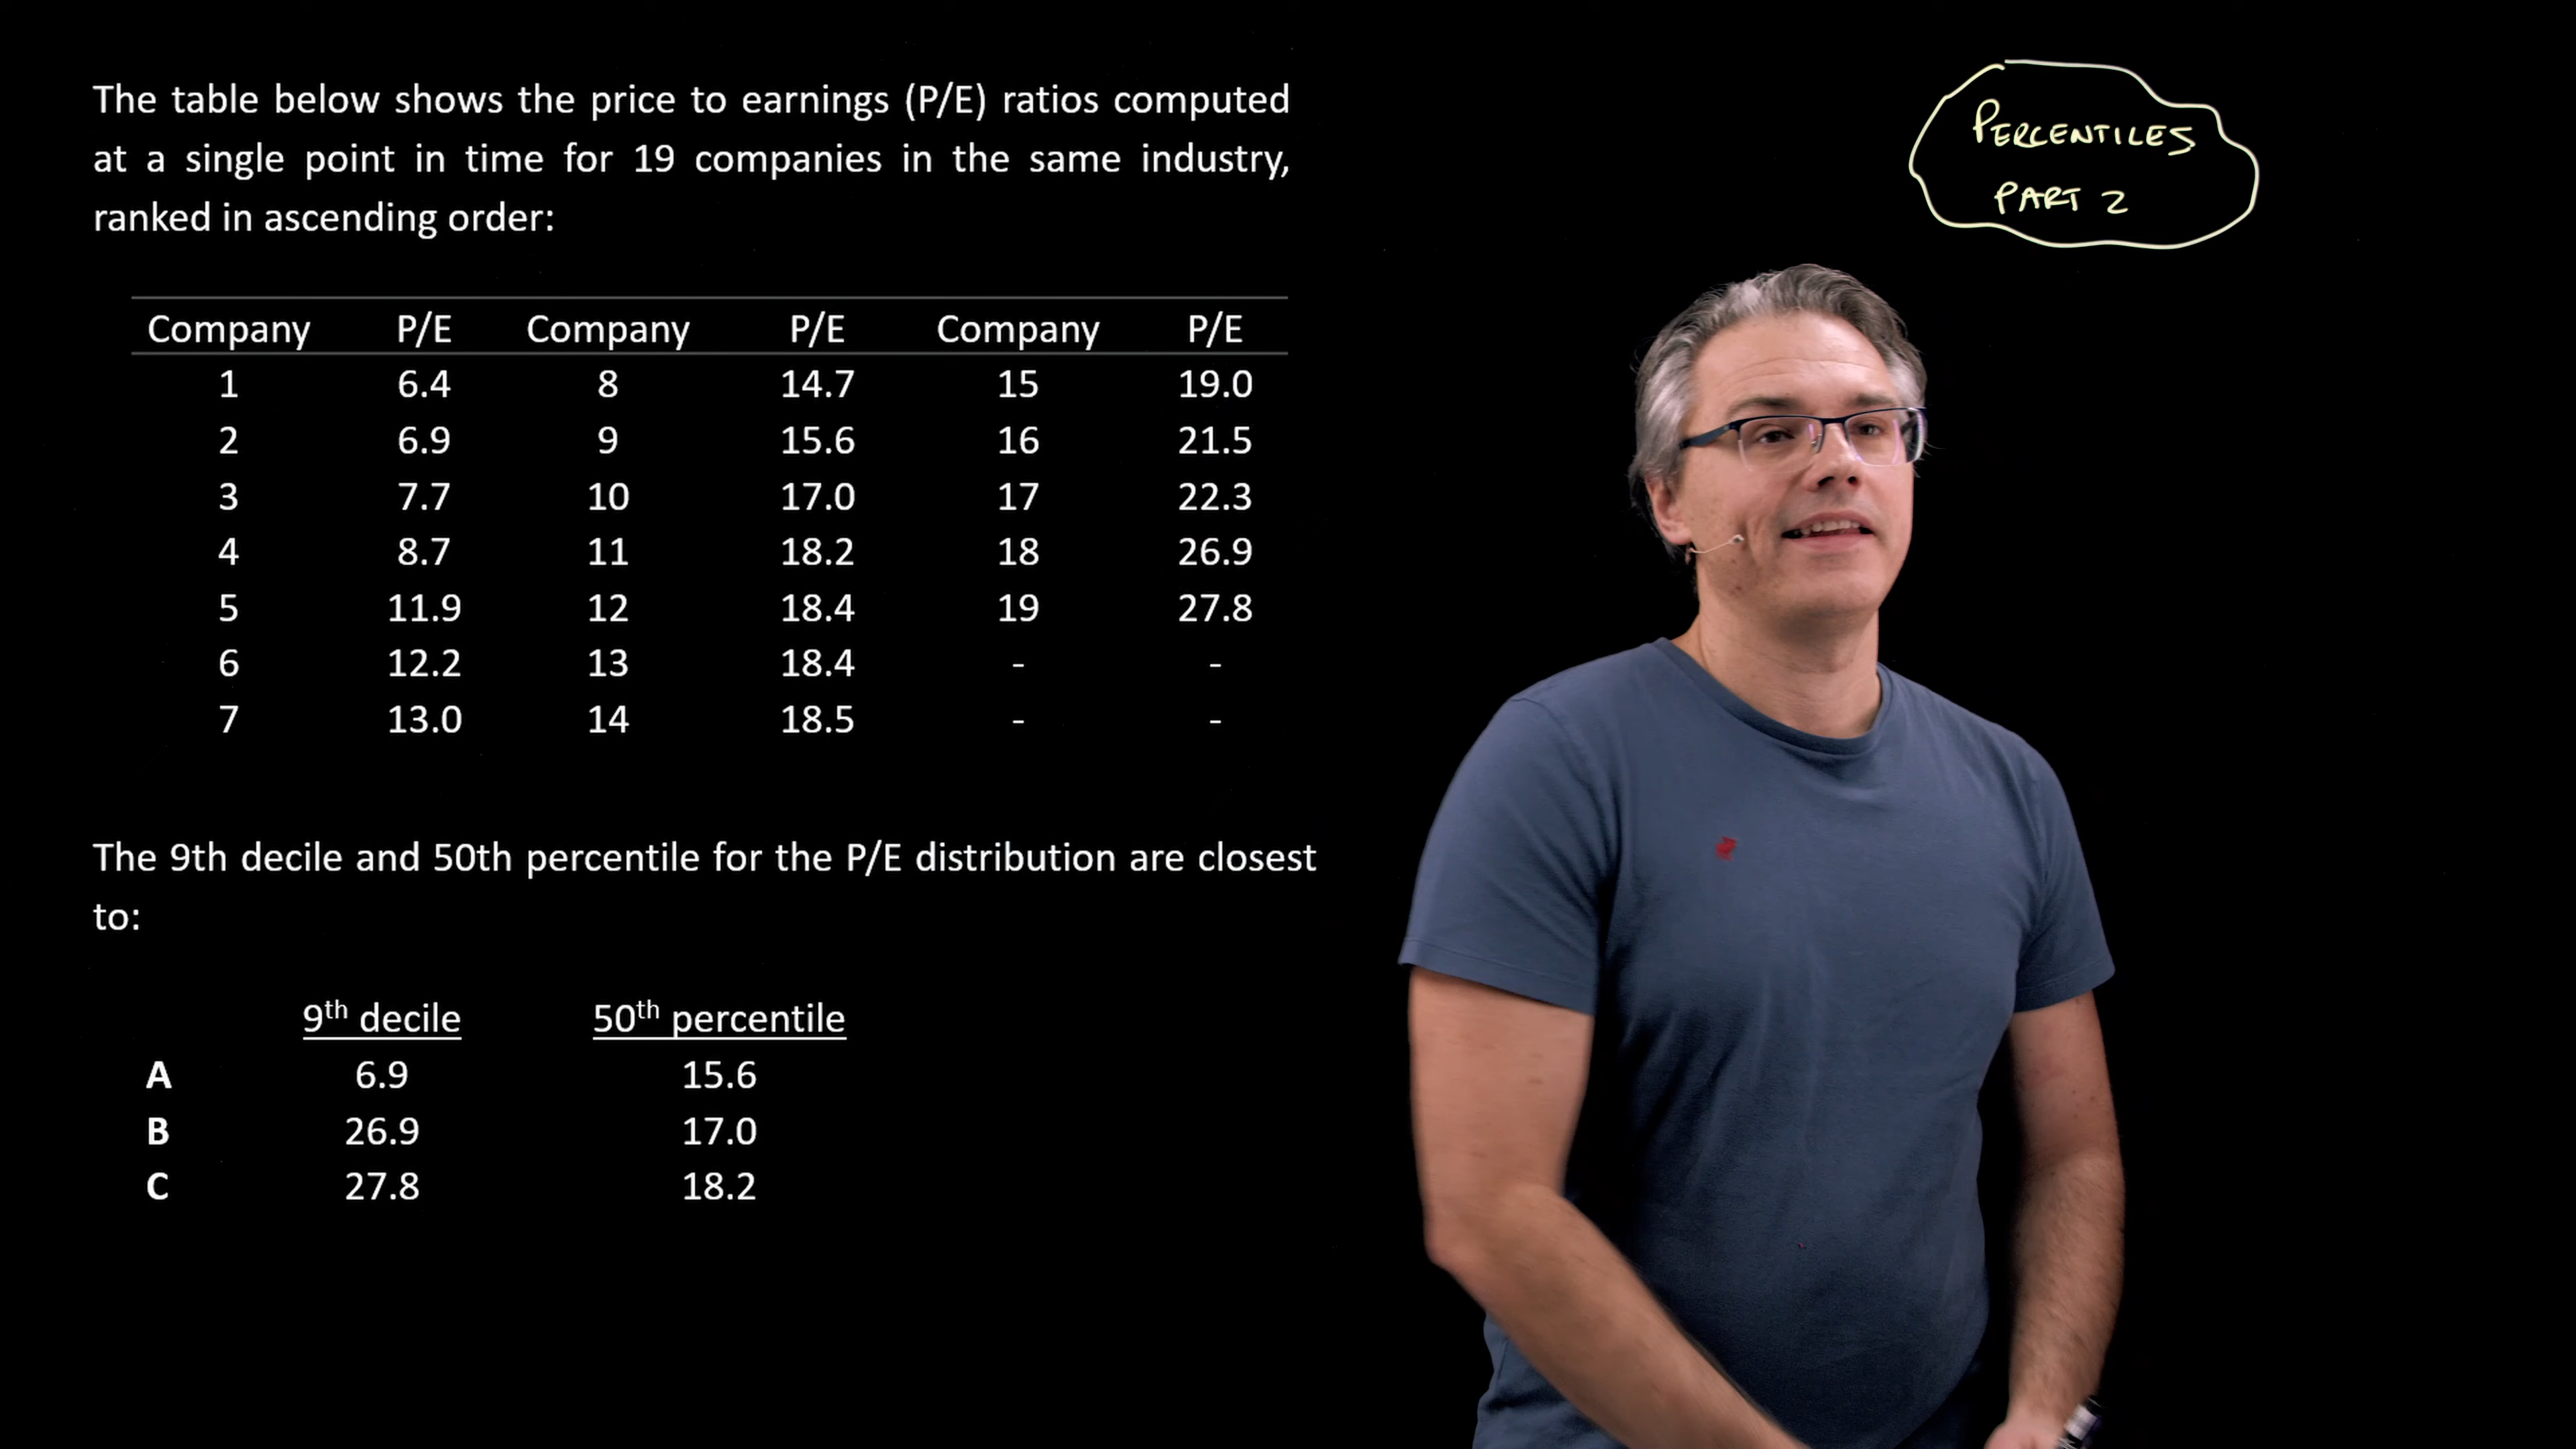 The table below shows the price to earnings (P/E) ratios computed
at a single point in time for 19 companies in the same industry,
ranked in ascending order:
PERCENTILES
PART 2
Company P/E Company P/E Company P/E
1 6.4 8 14.7 15 19.0
2 6.9 9 15.6 16 21.5
3 7.7 10 17.0 17 22.3
4 8.7 11 18.2 18 26.9
5 11.9 12 18.4 19 27.8
6 12.2 13 18.4 - -
7 13.0 14 18.5 - -
The 9th decile and 50th percentile for the P/E distribution are closest
to:
9th decile 50th percentile
A 6.9 15.6
B 26.9 17.0
C 27.8 18.2